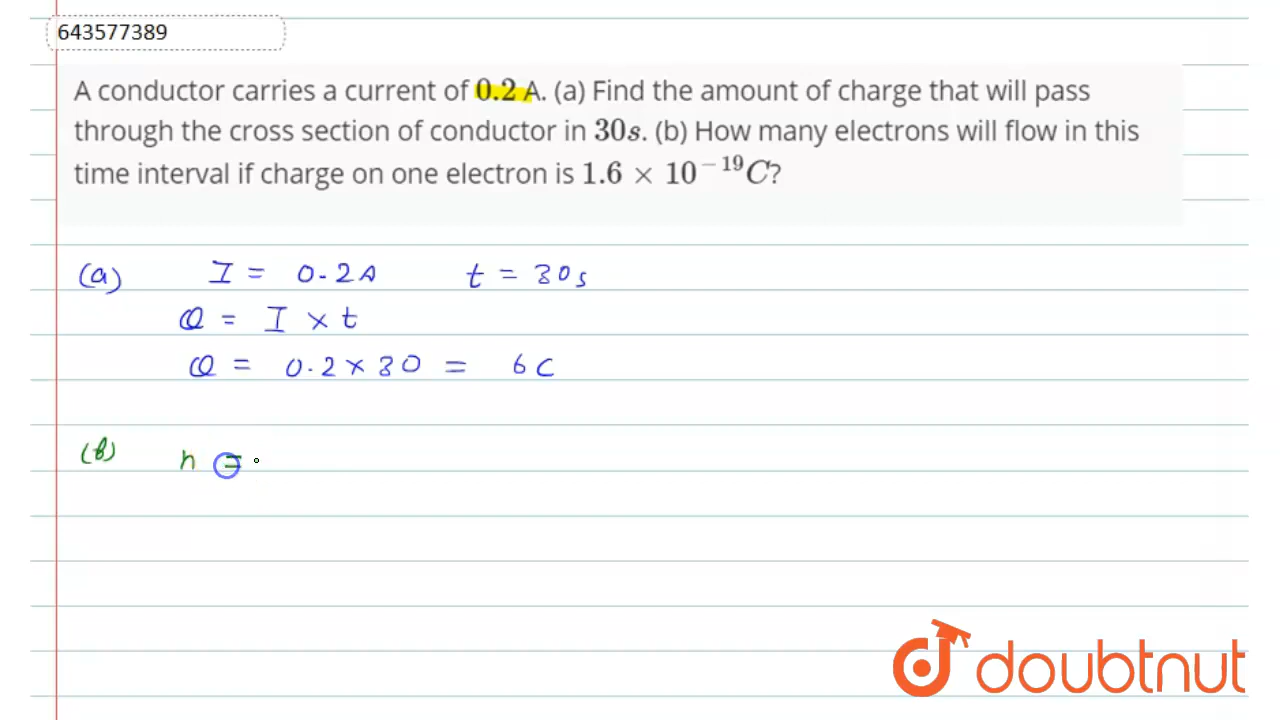 643577389
A conductor carries a current of 0.2 A. (a) Find the amount of charge that will pass
through the cross section of conductor in 30s. (b) How many electrons will flow in this
time interval if charge on one electron is 1.6 × 10⁻¹⁹C?
(a) I = 0.2A t = 30s
Q = I × t
Q = 0.2 × 30 = 6C
(b) n =
doubtnut